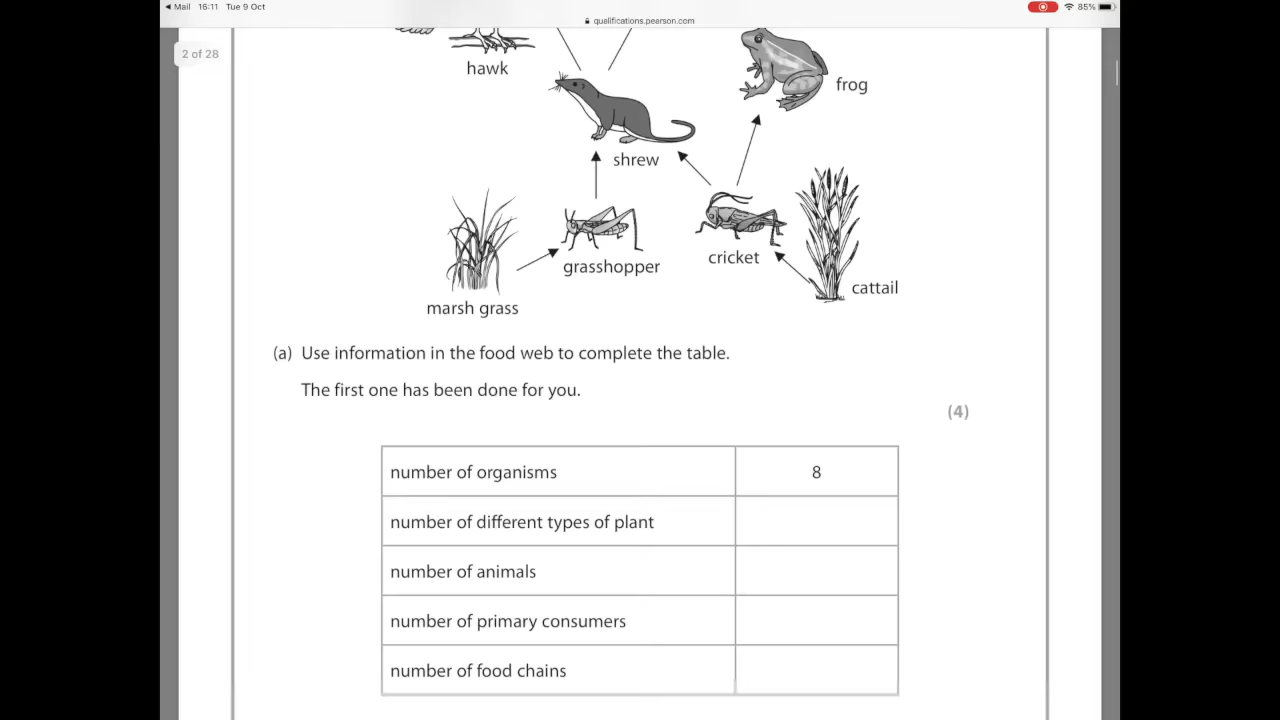 Mail 16:11 Tue 9 Oct
85%
qualifications.pearson.com
2 of 28
hawk
frog
shrew
grasshopper
cricket
cattail
marsh grass
(a) Use information in the food web to complete the table.
The first one has been done for you.
(4)
number of organisms 8
number of different types of plant
number of animals
number of primary consumers
number of food chains